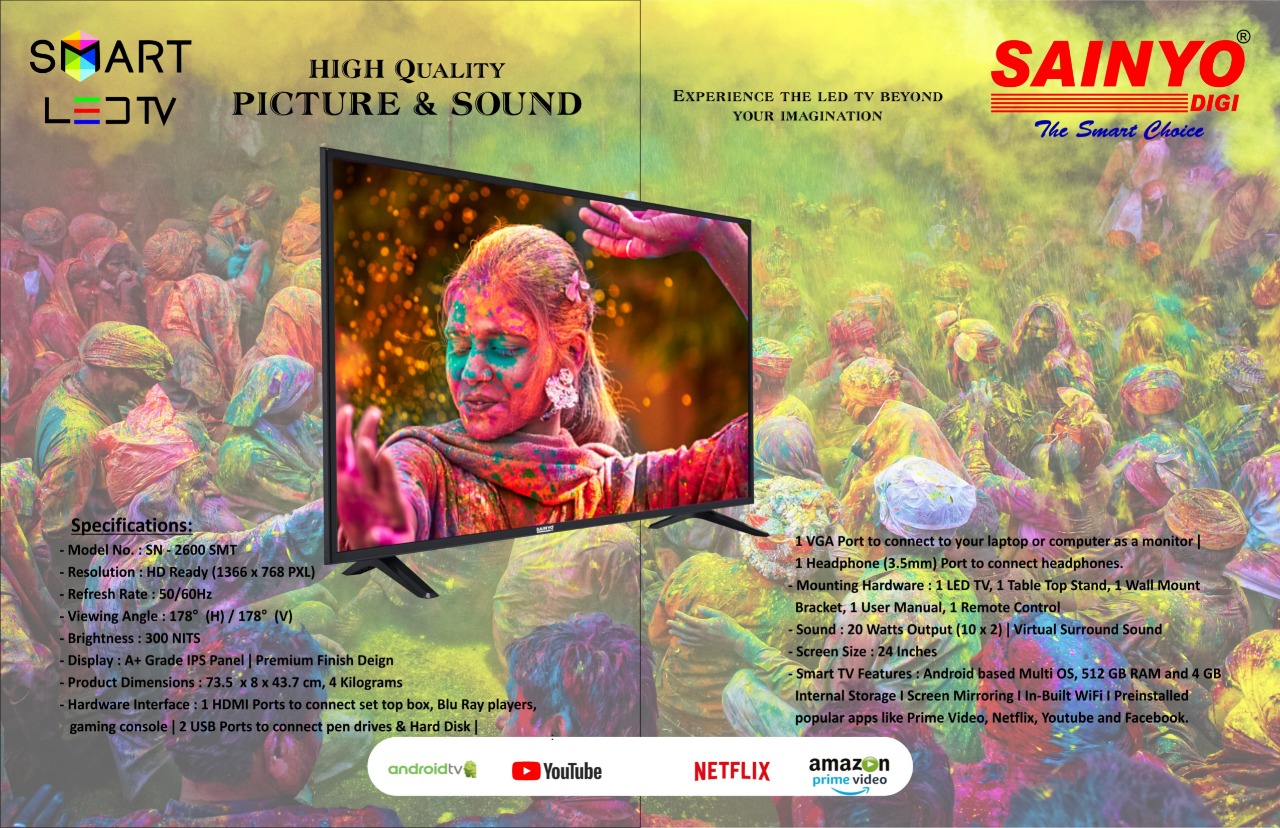 SMART
LED TV
HIGH QUALITY
PICTURE & SOUND
EXPERIENCE THE LED TV BEYOND
YOUR IMAGINATION
SAINYO®
DIGI
The Smart Choice
SAINYO
Specifications:
- Model No. : SN - 2600 SMT
- Resolution : HD Ready (1366 x 768 PXL)
- Refresh Rate : 50/60Hz
- Viewing Angle : 178° (H) / 178° (V)
- Brightness : 300 NITS
- Display : A+ Grade IPS Panel | Premium Finish Deign
- Product Dimensions : 73.5 x 8 x 43.7 cm, 4 Kilograms
- Hardware Interface : 1 HDMI Ports to connect set top box, Blu Ray players,
gaming console | 2 USB Ports to connect pen drives & Hard Disk |
1 VGA Port to connect to your laptop or computer as a monitor |
1 Headphone (3.5mm) Port to connect headphones.
- Mounting Hardware : 1 LED TV, 1 Table Top Stand, 1 Wall Mount
Bracket, 1 User Manual, 1 Remote Control
- Sound : 20 Watts Output (10 x 2) | Virtual Surround Sound
- Screen Size : 24 Inches
- Smart TV Features : Android based Multi OS, 512 GB RAM and 4 GB
Internal Storage I Screen Mirroring I In-Built WiFi I Preinstalled
popular apps like Prime Video, Netflix, Youtube and Facebook.
androidtv
YouTube
NETFLIX
amazon
prime video